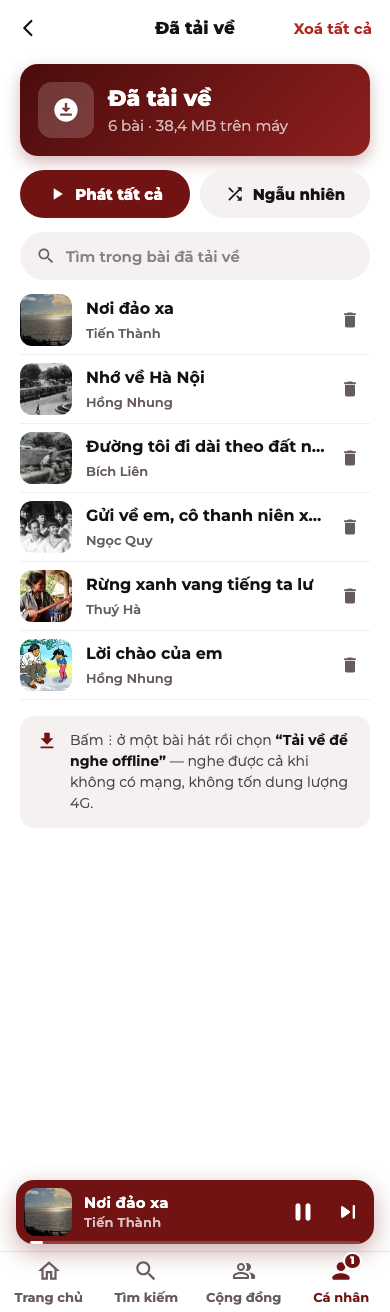 Đã tải về
Xoá tất cả
Đã tải về
6 bài · 38,4 MB trên máy
Phát tất cả
Ngẫu nhiên
Tìm trong bài đã tải về
Nơi đảo xa
Tiến Thành
Nhớ về Hà Nội
Hồng Nhung
Đường tôi đi dài theo đất n...
Bích Liên
Gửi về em, cô thanh niên x...
Ngọc Quy
Rừng xanh vang tiếng ta lư
Thuý Hà
Lời chào của em
Hồng Nhung
Bấm ⋮ ở một bài hát rồi chọn “Tải về để
nghe offline” — nghe được cả khi
không có mạng, không tốn dung lượng
4G.
Nơi đảo xa
Tiến Thành
1
Trang chủ
Tìm kiếm
Cộng đồng
Cá nhân